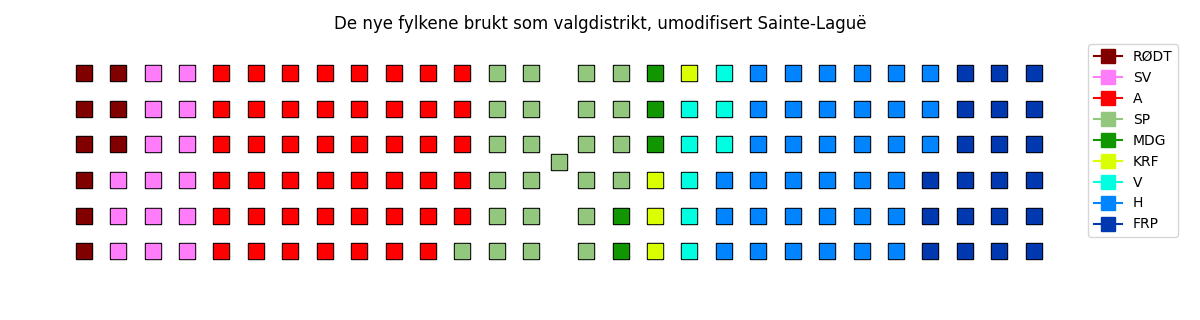 De nye fylkene brukt som valgdistrikt, umodifisert Sainte-Laguë
RØDT
SV
A
SP
MDG
KRF
V
H
FRP